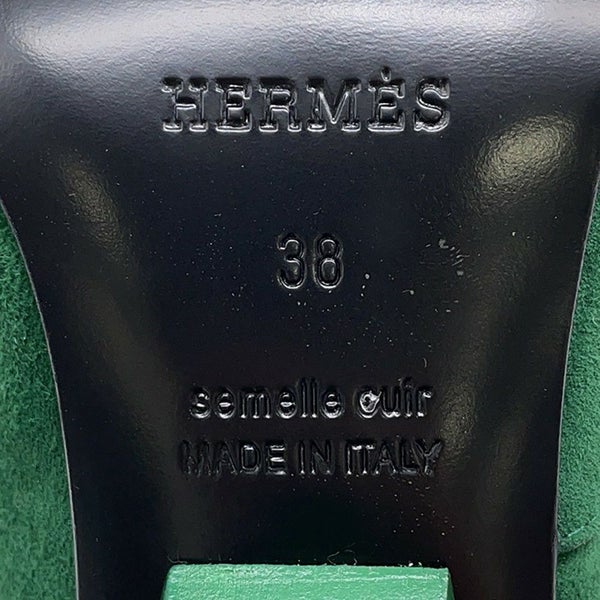 HERMÈS
38
semelle cuir
MADE IN ITALY